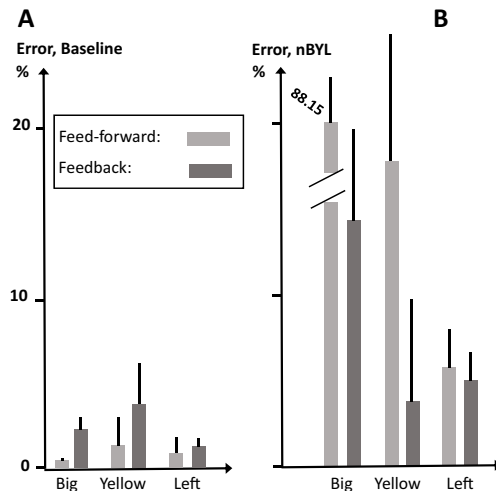 A
B
Error, Baseline
Error, nBYL
%
%
88.15
20
Feed-forward:
Feedback:
10
0
Big Yellow Left
Big Yellow Left